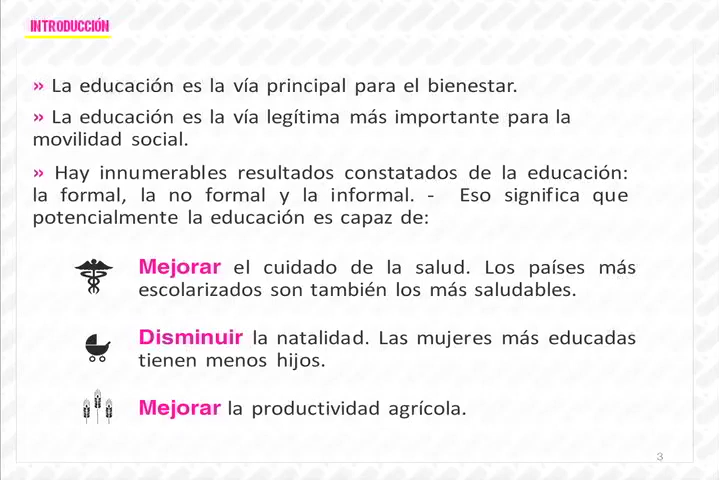 INTRODUCCIÓN
» La educación es la vía principal para el bienestar.
» La educación es la vía legítima más importante para la
movilidad social.
» Hay innumerables resultados constatados de la educación:
la formal, la no formal y la informal. - Eso significa que
potencialmente la educación es capaz de:
Mejorar el cuidado de la salud. Los países más
escolarizados son también los más saludables.
Disminuir la natalidad. Las mujeres más educadas
tienen menos hijos.
Mejorar la productividad agrícola.
3